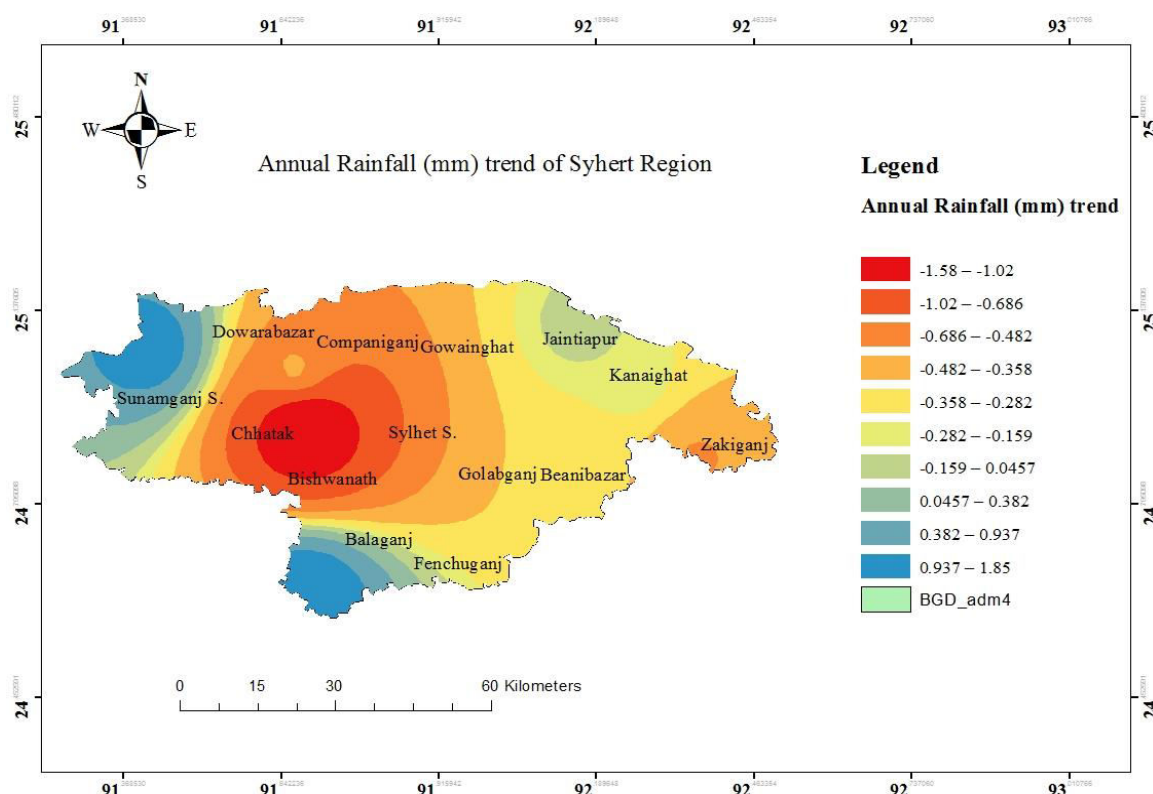 91 92 92 92 93
N
W E
S
Annual Rainfall (mm) trend of Syhert Region
Legend
Annual Rainfall (mm) trend
-1.58 – -1.02
-1.02 – -0.686
-0.686 – -0.482
-0.482 – -0.358
-0.358 – -0.282
-0.282 – -0.159
-0.159 – 0.0457
0.0457 – 0.382
0.382 – 0.937
0.937 – 1.85
BGD_adm4
Dowarabazar
Companiganj
Gowainghat
Jaintiapur
Kanaighat
Sunamganj S.
Chhatak
Sylhet S.
Zakiganj
Bishwanath
Golabganj
Beanibazar
Balaganj
Fenchuganj
0 15 30 60 Kilometers
25
25
24
24
25
25
24
24
91 91 91 92 92 92 93